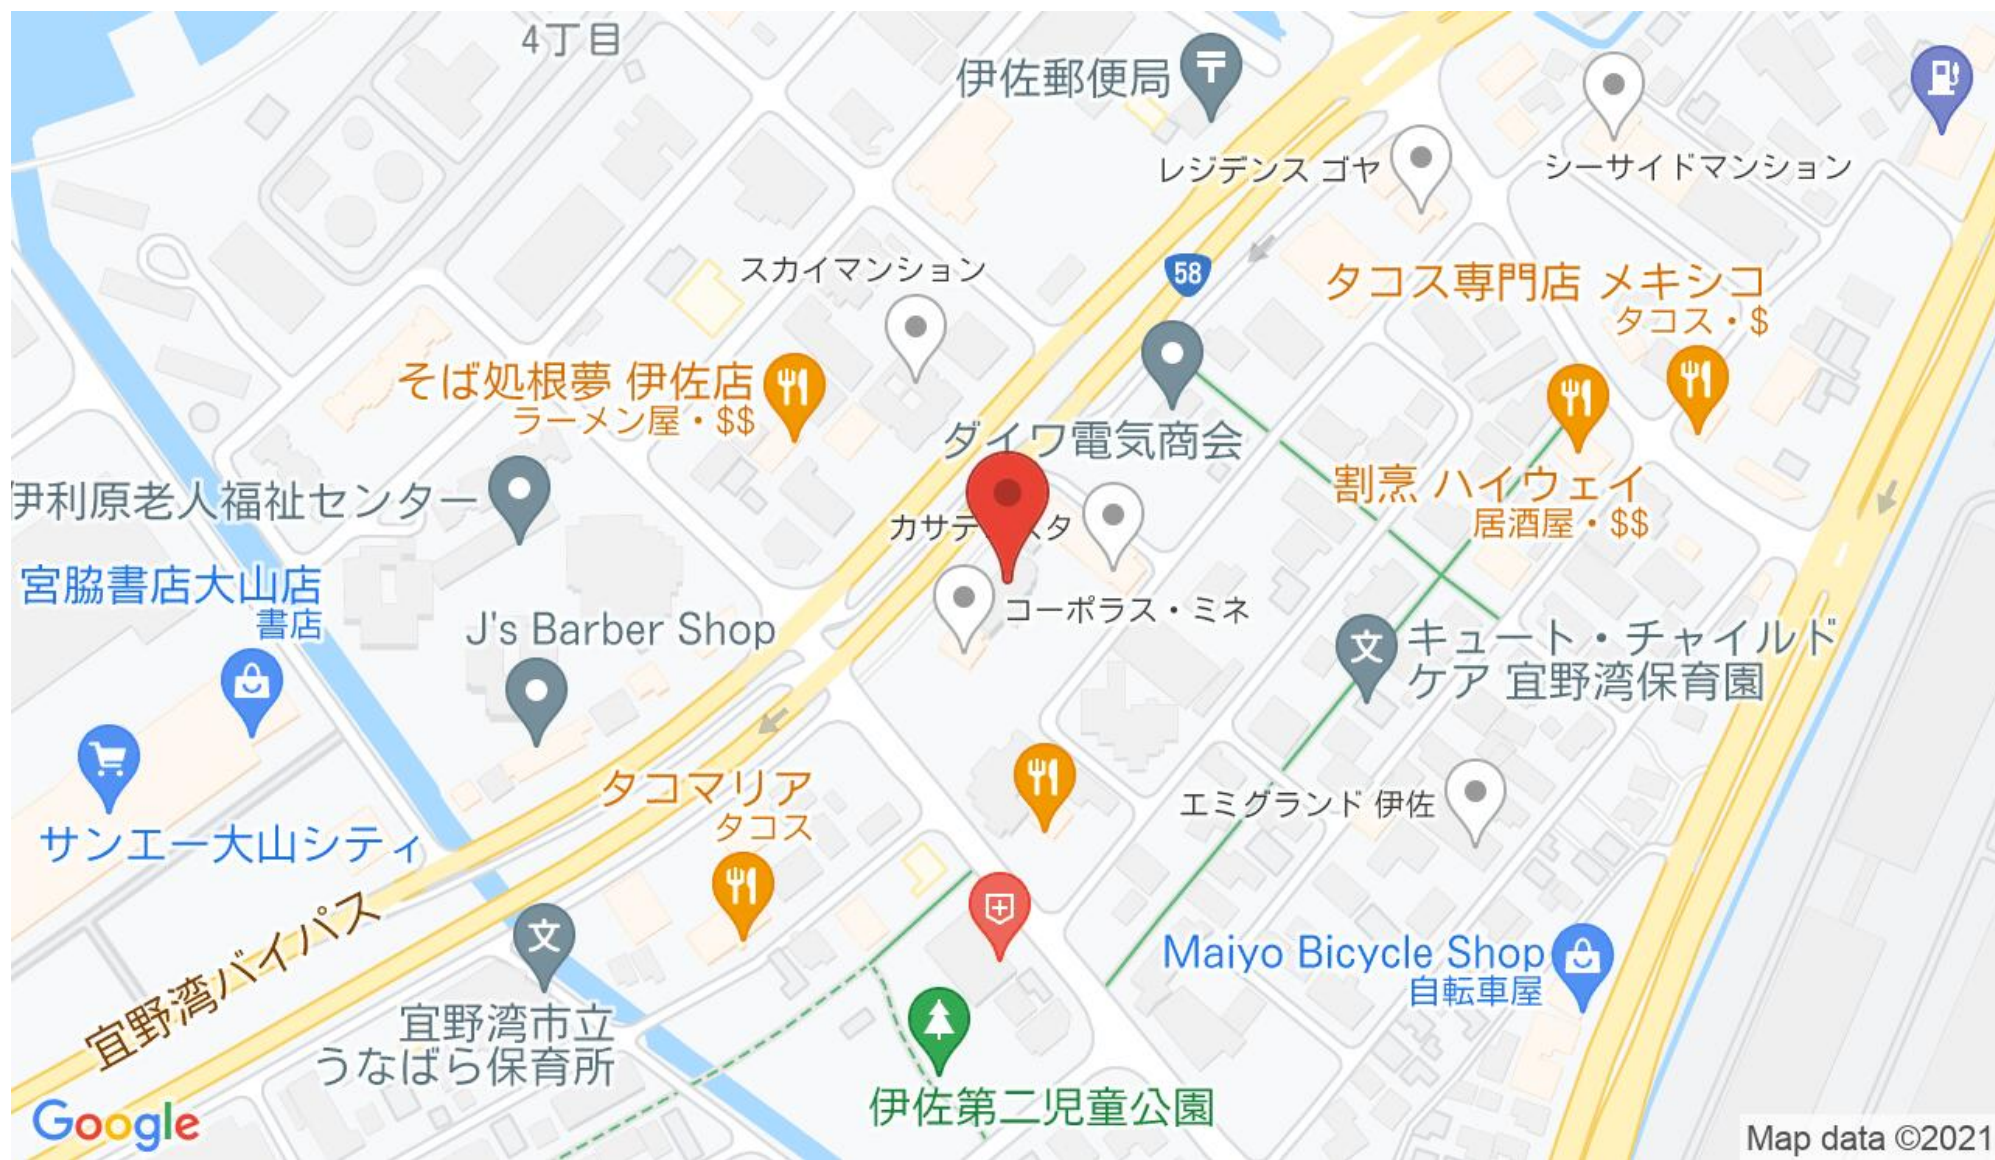 4丁目
伊佐郵便局
レジデンス ゴヤ
シーサイドマンション
スカイマンション
58
タコス専門店 メキシコ
タコス・$
そば処根夢 伊佐店
ラーメン屋・$$
ダイワ電気商会
割烹 ハイウェイ
居酒屋・$$
伊利原老人福祉センター
カサデ
スタ
宮脇書店大山店
書店
J's Barber Shop
コーポラス・ミネ
キュート・チャイルド
ケア 宜野湾保育園
サンエー大山シティ
タコマリア
タコス
エミグランド 伊佐
宜野湾バイパス
Maiyo Bicycle Shop
自転車屋
宜野湾市立
うなばら保育所
伊佐第二児童公園
Google
Map data ©2021